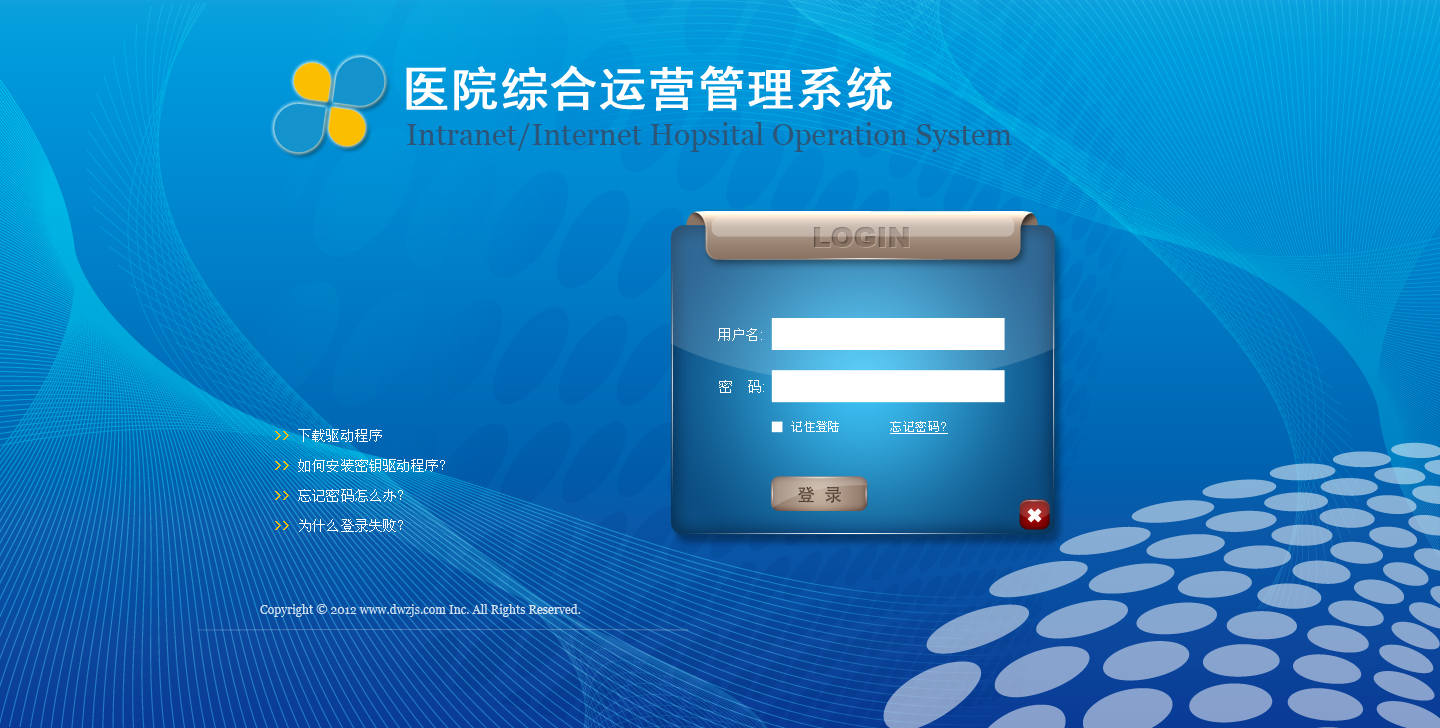 医院综合运营管理系统
Intranet/Internet Hopsital Operation System
LOGIN
用户名:
密 码:
记住登陆 忘记密码?
登 录
>> 下载驱动程序
>> 如何安装密钥驱动程序?
>> 忘记密码怎么办?
>> 为什么登录失败?
Copyright © 2012 www.dwzjs.com Inc. All Rights Reserved.